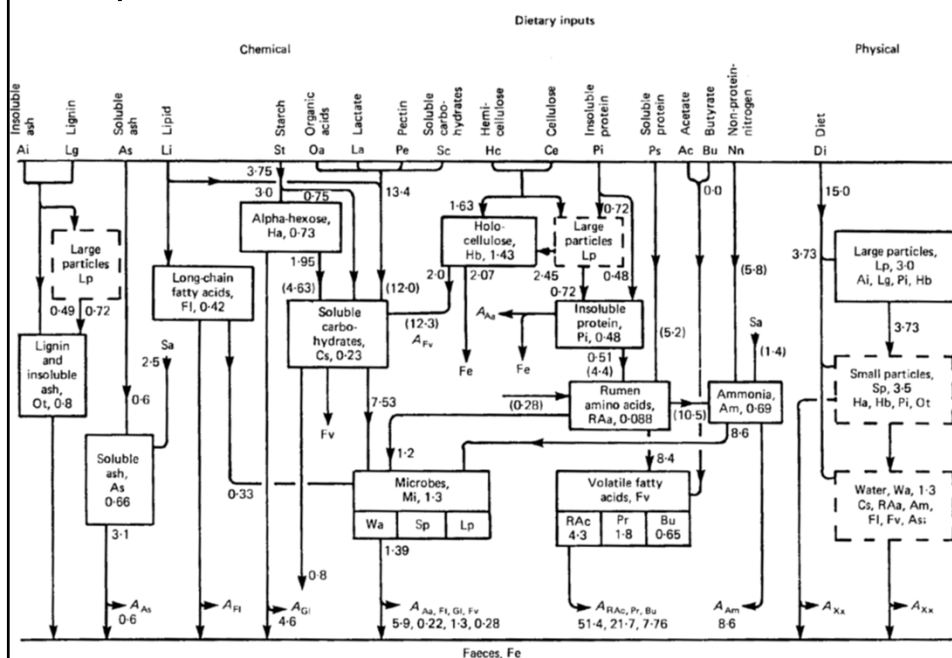 Dietary inputs
Chemical
Physical
Insoluble
ash
Lignin
Soluble
ash
Lipid
Starch
Organic
acids
Lactate
Pectin
Soluble
carbo-
hydrates
Hemi-
cellulose
Cellulose
Insoluble
protein
Soluble
protein
Acetate
Butyrate
Non-protein-
nitrogen
Diet
Ai Lg As Li St Oa La Pe Sc Hc Ce Pi Ps Ac Bu Nn Di
3·75
3·0
0·75
13·4
0·0
15·0
1·63
0·72
Large
particles
Lp
Alpha-hexose,
Ha, 0·73
Holo-
cellulose,
Hb, 1·43
Large
particles
Lp
3·73
Large particles,
Lp, 3·0
Ai, Lg, Pi, Hb
Long-chain
fatty acids,
Fl, 0·42
1·95
2·0
2·07
2·45
0·48
(5·8)
(4·63)
(12·0)
0·72
0·49
0·72
Soluble
carbo-
hydrates,
Cs, 0·23
(12·3)
A Fv
A Aa
Insoluble
protein,
Pi, 0·48
(5·2)
Sa
(1·4)
3·73
Lignin
and
insoluble
ash,
Ot, 0·8
Sa
2·5
Fe
Fe
0·51
(4·4)
Small particles,
Sp, 3·5
Ha, Hb, Pi, Ot
0·6
7·53
Fv
(0·28)
Rumen
amino acids,
RAa, 0·088
(10·5)
Ammonia,
Am, 0·69
8·6
Soluble
ash,
As
0·66
0·33
1·2
8·4
Microbes,
Mi, 1·3
Wa Sp Lp
Volatile fatty
acids, Fv
RAc Pr Bu
4·3 1·8 0·65
Water, Wa, 1·3
Cs, RAa, Am,
Fl, Fv, As
3·1
1·39
0·8
A As
0·6
A Fl
A Gl
4·6
A Aa, Fl, Gl, Fv
5·9, 0·22, 1·3, 0·28
A RAc, Pr, Bu
51·4, 21·7, 7·76
A Am
8·6
A Xx
A Xx
Faeces, Fe